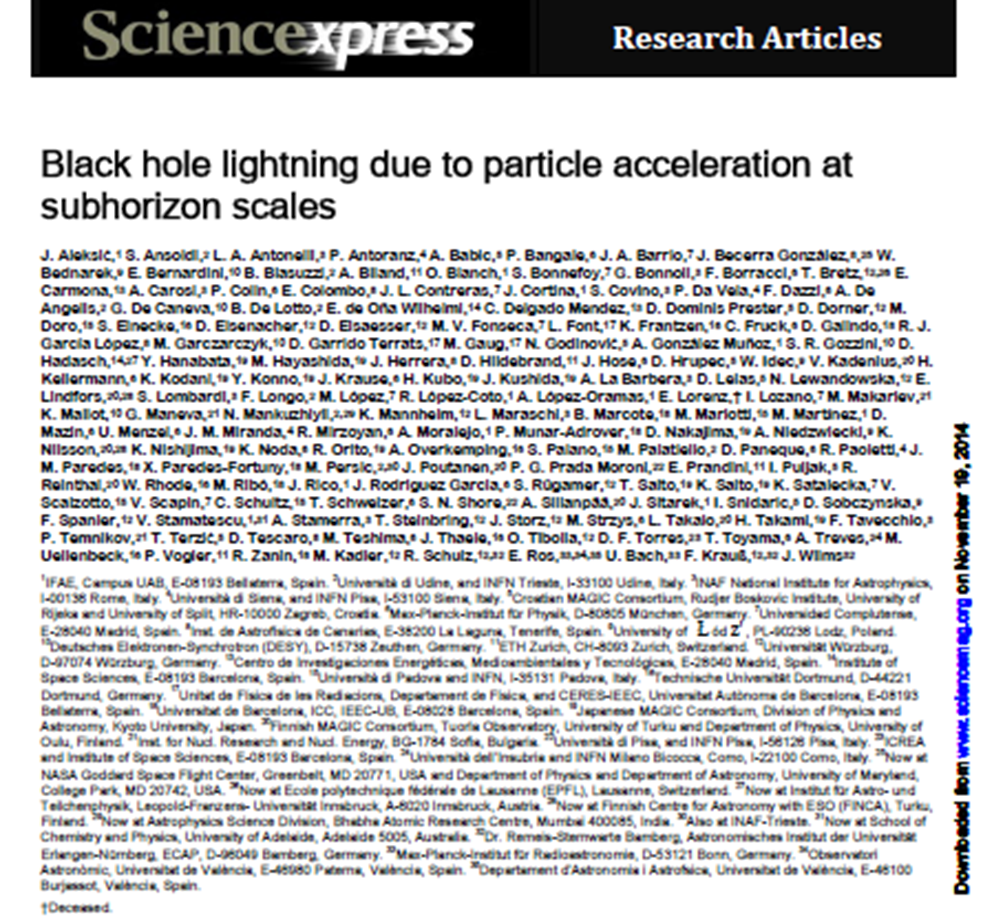 Sciencexpress
Research Articles
Black hole lightning due to particle acceleration at
subhorizon scales
J. Aleksić,¹ S. Ansoldi,² L. A. Antonelli,³ P. Antoranz,⁴ A. Babic,⁵ P. Bangale,⁶ J. A. Barrio,⁷ J. Becerra González,⁸,²⁵ W.
Bednarek,⁹ E. Bernardini,¹⁰ B. Biasuzzi,² A. Biland,¹¹ O. Blanch,¹ S. Bonnefoy,⁷ G. Bonnoli,³ F. Borracci,⁶ T. Bretz,¹²,²⁶ E.
Carmona,¹³ A. Carosi,³ P. Colin,⁶ E. Colombo,⁸ J. L. Contreras,⁷ J. Cortina,¹ S. Covino,³ P. Da Vela,⁴ F. Dazzi,⁶ A. De
Angelis,² G. De Caneva,¹⁰ B. De Lotto,² E. de Oña Wilhelmi,¹⁴ C. Delgado Mendez,¹³ D. Dominis Prester,⁵ D. Dorner,¹² M.
Doro,¹⁵ S. Einecke,¹⁶ D. Eisenacher,¹² D. Elsaesser,¹² M. V. Fonseca,⁷ L. Font,¹⁷ K. Frantzen,¹⁶ C. Fruck,⁶ D. Galindo,¹⁸ R. J.
García López,⁸ M. Garczarczyk,¹⁰ D. Garrido Terrats,¹⁷ M. Gaug,¹⁷ N. Godinović,⁵ A. González Muñoz,¹ S. R. Gozzini,¹⁰ D.
Hadasch,¹⁴,²⁷ Y. Hanabata,¹⁹ M. Hayashida,¹⁹ J. Herrera,⁸ D. Hildebrand,¹¹ J. Hose,⁶ D. Hrupec,⁵ W. Idec,⁹ V. Kadenius,²⁰ H.
Kellermann,⁶ K. Kodani,¹⁹ Y. Konno,¹⁹ J. Krause,⁶ H. Kubo,¹⁹ J. Kushida,¹⁹ A. La Barbera,³ D. Lelas,⁵ N. Lewandowska,¹² E.
Lindfors,²⁰,²⁸ S. Lombardi,³ F. Longo,² M. López,⁷ R. López-Coto,¹ A. López-Oramas,¹ E. Lorenz,† I. Lozano,⁷ M. Makariev,²¹
K. Mallot,¹⁰ G. Maneva,²¹ N. Mankuzhiyil,²,²⁹ K. Mannheim,¹² L. Maraschi,³ B. Marcote,¹⁸ M. Mariotti,¹⁵ M. Martínez,¹ D.
Mazin,⁶ U. Menzel,⁶ J. M. Miranda,⁴ R. Mirzoyan,⁶ A. Moralejo,¹ P. Munar-Adrover,¹⁸ D. Nakajima,¹⁹ A. Niedzwiecki,⁹ K.
Nilsson,²⁰,²⁸ K. Nishijima,¹⁹ K. Noda,⁶ R. Orito,¹⁹ A. Overkemping,¹⁶ S. Paiano,¹⁵ M. Palatiello,² D. Paneque,⁶ R. Paoletti,⁴ J.
M. Paredes,¹⁸ X. Paredes-Fortuny,¹⁸ M. Persic,²,³⁰ J. Poutanen,²⁰ P. G. Prada Moroni,²² E. Prandini,¹¹ I. Puljak,⁵ R.
Reinthal,²⁰ W. Rhode,¹⁶ M. Ribó,¹⁸ J. Rico,¹ J. Rodriguez Garcia,⁶ S. Rügamer,¹² T. Saito,¹⁹ K. Saito,¹⁹ K. Satalecka,⁷ V.
Scalzotto,¹⁵ V. Scapin,⁷ C. Schultz,¹⁵ T. Schweizer,⁶ S. N. Shore,²² A. Sillanpää,²⁰ J. Sitarek,¹ I. Snidaric,⁵ D. Sobczynska,⁹
F. Spanier,¹² V. Stamatescu,¹,³¹ A. Stamerra,³ T. Steinbring,¹² J. Storz,¹² M. Strzys,⁶ L. Takalo,²⁰ H. Takami,¹⁹ F. Tavecchio,³
P. Temnikov,²¹ T. Terzić,⁵ D. Tescaro,⁸ M. Teshima,⁶ J. Thaele,¹⁶ O. Tibolla,¹² D. F. Torres,²³ T. Toyama,⁶ A. Treves,²⁴ M.
Uellenbeck,¹⁶ P. Vogler,¹¹ R. Zanin,¹⁸ M. Kadler,¹² R. Schulz,¹²,³² E. Ros,³³,³⁴,³⁵ U. Bach,³³ F. Krauß,¹²,³² J. Wilms³²
¹IFAE, Campus UAB, E-08193 Bellaterra, Spain. ²Università di Udine, and INFN Trieste, I-33100 Udine, Italy. ³INAF National Institute for Astrophysics,
I-00136 Rome, Italy. ⁴Università di Siena, and INFN Pisa, I-53100 Siena, Italy. ⁵Croatian MAGIC Consortium, Rudjer Boskovic Institute, University of
Rijeka and University of Split, HR-10000 Zagreb, Croatia. ⁶Max-Planck-Institut für Physik, D-80805 München, Germany. ⁷Universidad Complutense,
E-28040 Madrid, Spain. ⁸Inst. de Astrofísica de Canarias, E-38200 La Laguna, Tenerife, Spain. ⁹University of Łódź, PL-90236 Lodz, Poland.
¹⁰Deutsches Elektronen-Synchrotron (DESY), D-15738 Zeuthen, Germany. ¹¹ETH Zurich, CH-8093 Zurich, Switzerland. ¹²Universität Würzburg,
D-97074 Würzburg, Germany. ¹³Centro de Investigaciones Energéticas, Medioambientales y Tecnológicas, E-28040 Madrid, Spain. ¹⁴Institute of
Space Sciences, E-08193 Barcelona, Spain. ¹⁵Università di Padova and INFN, I-35131 Padova, Italy. ¹⁶Technische Universität Dortmund, D-44221
Dortmund, Germany. ¹⁷Unitat de Física de les Radiacions, Departament de Física, and CERES-IEEC, Universitat Autònoma de Barcelona, E-08193
Bellaterra, Spain. ¹⁸Universitat de Barcelona, ICC, IEEC-UB, E-08028 Barcelona, Spain. ¹⁹Japanese MAGIC Consortium, Division of Physics and
Astronomy, Kyoto University, Japan. ²⁰Finnish MAGIC Consortium, Tuorla Observatory, University of Turku and Department of Physics, University of
Oulu, Finland. ²¹Inst. for Nucl. Research and Nucl. Energy, BG-1784 Sofia, Bulgaria. ²²Università di Pisa, and INFN Pisa, I-56126 Pisa, Italy. ²³ICREA
and Institute of Space Sciences, E-08193 Barcelona, Spain. ²⁴Università dell'Insubria and INFN Milano Bicocca, Como, I-22100 Como, Italy. ²⁵Now at
NASA Goddard Space Flight Center, Greenbelt, MD 20771, USA and Department of Physics and Department of Astronomy, University of Maryland,
College Park, MD 20742, USA. ²⁶Now at Ecole polytechnique fédérale de Lausanne (EPFL), Lausanne, Switzerland. ²⁷Now at Institut für Astro- und
Teilchenphysik, Leopold-Franzens- Universität Innsbruck, A-6020 Innsbruck, Austria. ²⁸Now at Finnish Centre for Astronomy with ESO (FINCA), Turku,
Finland. ²⁹Now at Astrophysics Science Division, Bhabha Atomic Research Centre, Mumbai 400085, India. ³⁰Also at INAF-Trieste. ³¹Now at School of
Chemistry and Physics, University of Adelaide, Adelaide 5005, Australia. ³²Dr. Remeis-Sternwarte Bamberg, Astronomisches Institut der Universität
Erlangen-Nürnberg, ECAP, D-96049 Bamberg, Germany. ³³Max-Planck-Institut für Radioastronomie, D-53121 Bonn, Germany. ³⁴Observatori
Astronòmic, Universitat de València, E-46980 Paterna, València, Spain. ³⁵Departament d'Astronomia i Astrofísica, Universitat de València, E-46100
Burjassot, València, Spain.
†Deceased.
Downloaded from www.sciencemag.org on November 19, 2014